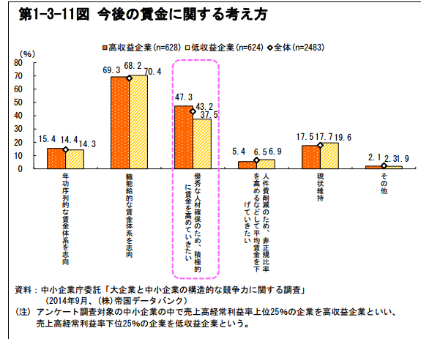 第1-3-11図 今後の賃金に関する考え方
高収益企業(n=628) 低収益企業(n=624) 全体(n=2483)
(%)
80
70
60
50
40
30
20
10
0
15.4 14.4 14.3
69.3 68.2 70.4
47.3 43.2 37.5
5.4 6.5 6.9
17.5 17.7 19.6
2.1 2.3 1.9
年功序列的な賃金体系を志向
職能給的な賃金体系を志向
優秀な人材確保のため、積極的
に賃金を高めていきたい
人件費削減のため、非正規比率
を高めるなどして平均賃金を下
げていきたい
現状維持
その他
資料：中小企業庁委託「大企業と中小企業の構造的な競争力に関する調査」
(2014年9月、(株)帝国データバンク)
(注) アンケート調査対象の中小企業の中で売上高経常利益率上位25%の企業を高収益企業といい、
売上高経常利益率下位25%の企業を低収益企業という。